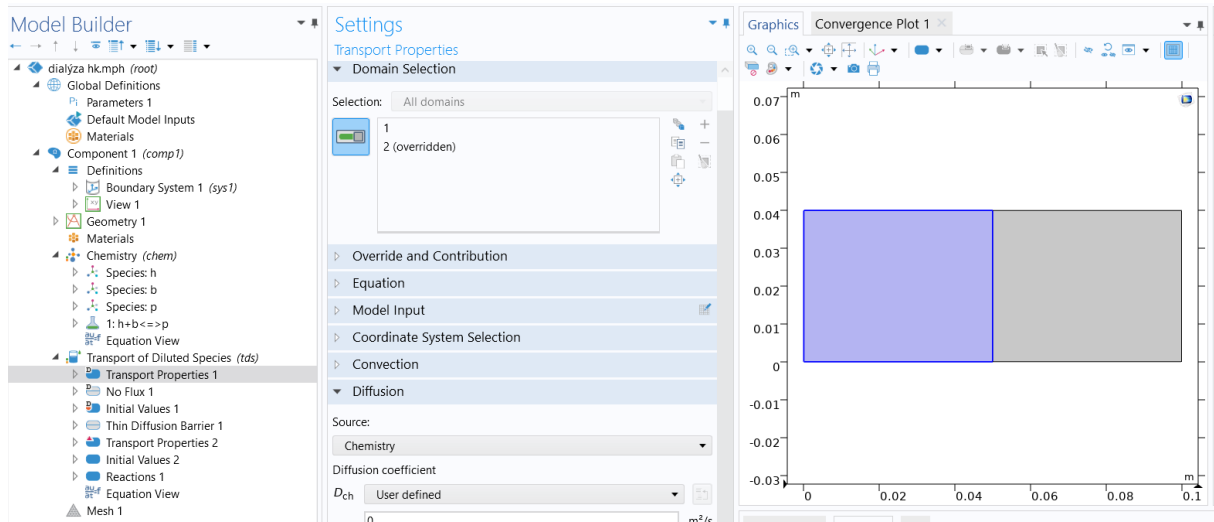 Model Builder
dialýza hk.mph (root)
Global Definitions
Pi Parameters 1
Default Model Inputs
Materials
Component 1 (comp1)
Definitions
Boundary System 1 (sys1)
View 1
Geometry 1
Materials
Chemistry (chem)
Species: h
Species: b
Species: p
1: h+b<=>p
Equation View
Transport of Diluted Species (tds)
Transport Properties 1
No Flux 1
Initial Values 1
Thin Diffusion Barrier 1
Transport Properties 2
Initial Values 2
Reactions 1
Equation View
Mesh 1
Settings
Transport Properties
Domain Selection
Selection: All domains
1
2 (overridden)
Override and Contribution
Equation
Model Input
Coordinate System Selection
Convection
Diffusion
Source:
Chemistry
Diffusion coefficient
Dch User defined
0 m²/s
Graphics Convergence Plot 1
m
0.07
0.06
0.05
0.04
0.03
0.02
0.01
0
-0.01
-0.02
-0.03
m
0 0.02 0.04 0.06 0.08 0.1